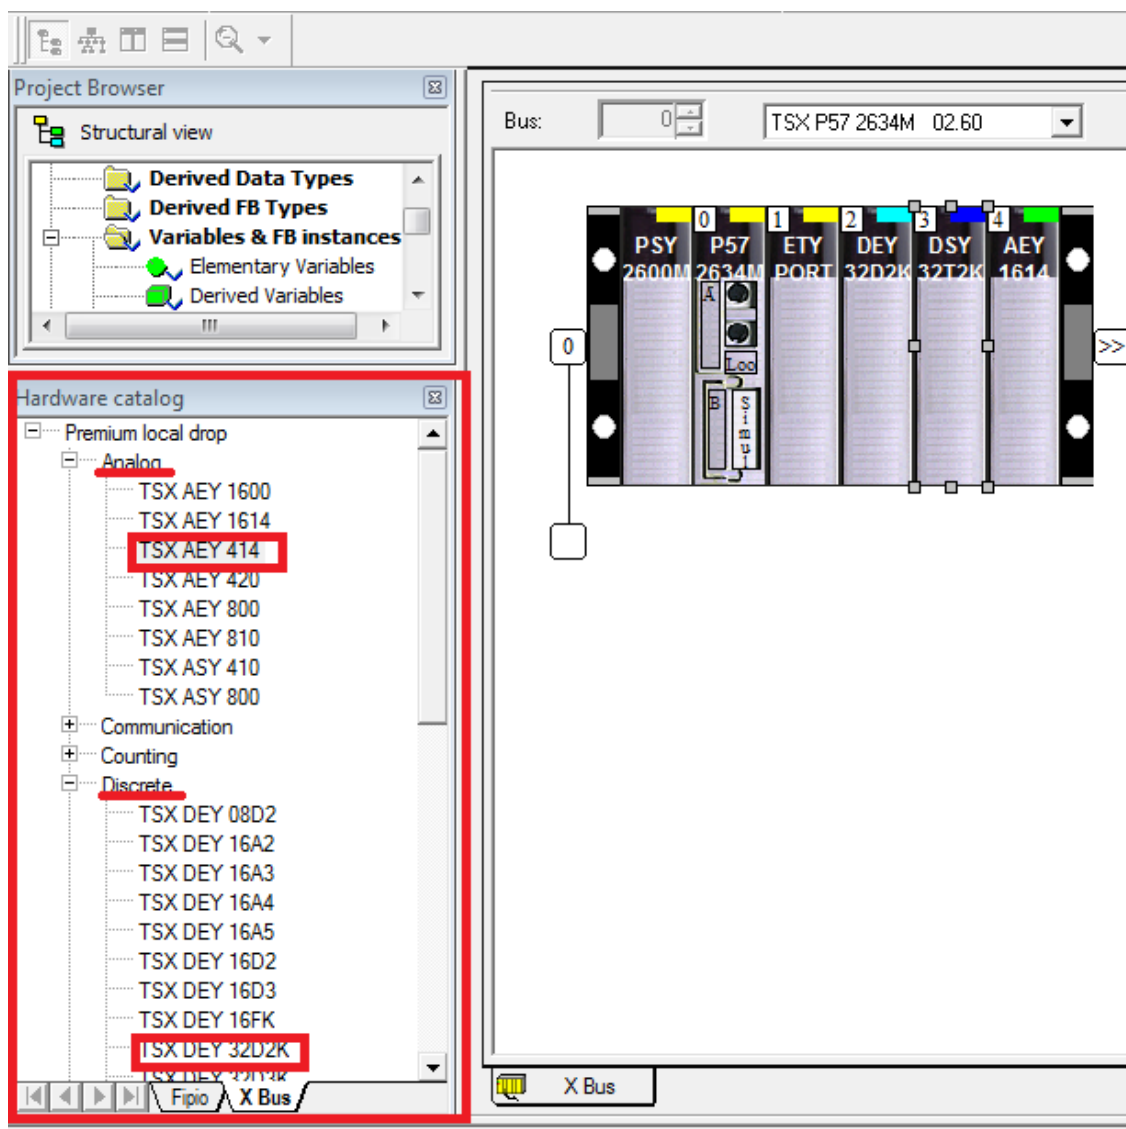 Project Browser
Structural view
Derived Data Types
Derived FB Types
Variables & FB instances
Elementary Variables
Derived Variables
Hardware catalog
Premium local drop
Analog
TSX AEY 1600
TSX AEY 1614
TSX AEY 414
TSX AEY 420
TSX AEY 800
TSX AEY 810
TSX ASY 410
TSX ASY 800
Communication
Counting
Discrete
TSX DEY 08D2
TSX DEY 16A2
TSX DEY 16A3
TSX DEY 16A4
TSX DEY 16A5
TSX DEY 16D2
TSX DEY 16D3
TSX DEY 16FK
TSX DEY 32D2K
TSX DEY 32D3K
Fipio X Bus
Bus: 0 TSX P57 2634M 02.60
0 1 2 3 4
PSY P57 ETY DEY DSY AEY
2600M 2634M PORT 32D2K 32T2K 1614
A
Loo
B Simul
0
>>
X Bus